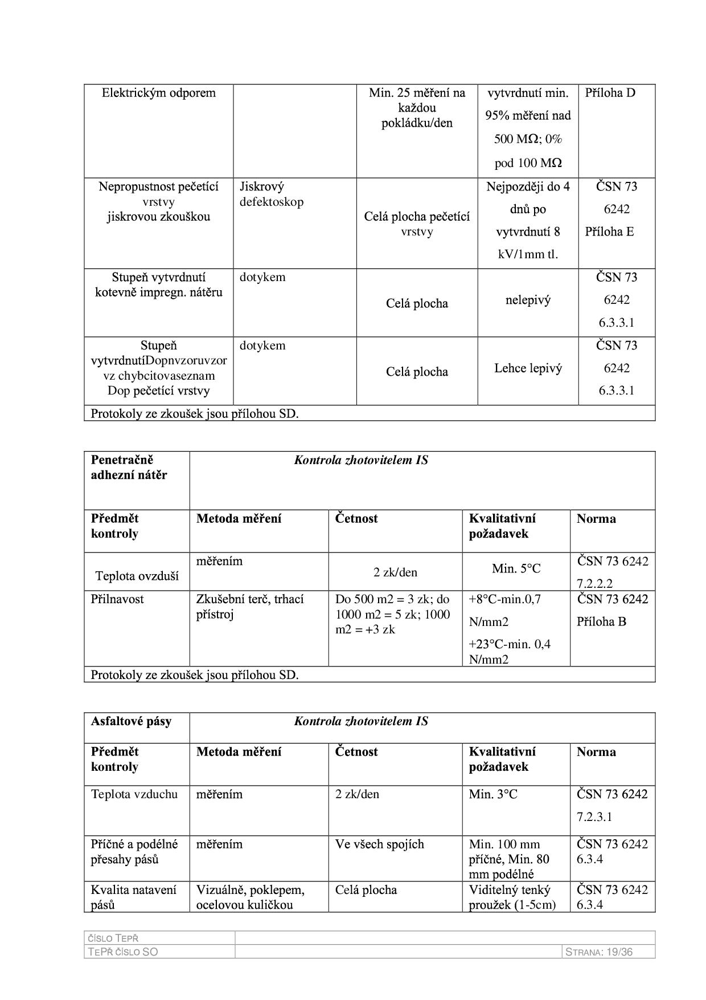 Elektrickým odporem
Min. 25 měření na
každou
pokládku/den
vytvrdnutí min.
95% měření nad
500 MΩ; 0%
pod 100 MΩ
Příloha D
Nepropustnost pečetící
vrstvy
jiskrovou zkouškou
Jiskrový
defektoskop
Celá plocha pečetící
vrstvy
Nejpozději do 4
dnů po
vytvrdnutí 8
kV/1mm tl.
ČSN 73
6242
Příloha E
Stupeň vytvrdnutí
kotevně impregn. nátěru
dotykem
Celá plocha
nelepivý
ČSN 73
6242
6.3.3.1
Stupeň
vytvrdnutíDopnvzoruvzor
vz chybcitovaseznam
Dop pečetící vrstvy
dotykem
Celá plocha
Lehce lepivý
ČSN 73
6242
6.3.3.1
Protokoly ze zkoušek jsou přílohou SD.
Penetračně
adhezní nátěr
Kontrola zhotovitelem IS
Předmět
kontroly
Metoda měření
Četnost
Kvalitativní
požadavek
Norma
Teplota ovzduší
měřením
2 zk/den
Min. 5°C
ČSN 73 6242
7.2.2.2
Přilnavost
Zkušební terč, trhací
přístroj
Do 500 m2 = 3 zk; do
1000 m2 = 5 zk; 1000
m2 = +3 zk
+8°C-min.0,7
N/mm2
+23°C-min. 0,4
N/mm2
ČSN 73 6242
Příloha B
Protokoly ze zkoušek jsou přílohou SD.
Asfaltové pásy
Kontrola zhotovitelem IS
Předmět
kontroly
Metoda měření
Četnost
Kvalitativní
požadavek
Norma
Teplota vzduchu
měřením
2 zk/den
Min. 3°C
ČSN 73 6242
7.2.3.1
Příčné a podélné
přesahy pásů
měřením
Ve všech spojích
Min. 100 mm
příčné, Min. 80
mm podélné
ČSN 73 6242
6.3.4
Kvalita natavení
pásů
Vizuálně, poklepem,
ocelovou kuličkou
Celá plocha
Viditelný tenký
proužek (1-5cm)
ČSN 73 6242
6.3.4
ČÍSLO TEPŘ
TEPŘ ČÍSLO SO
STRANA: 19/36